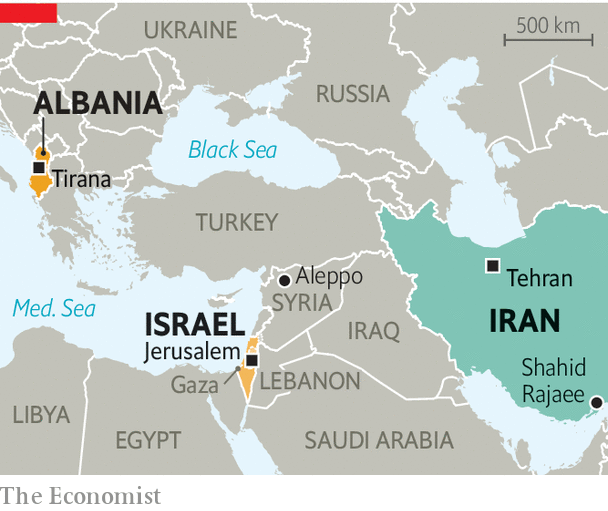 500 km
UKRAINE
RUSSIA
ALBANIA
Black Sea
Tirana
TURKEY
Aleppo
Tehran
SYRIA
Med. Sea
ISRAEL
IRAN
IRAQ
Jerusalem
Shahid
Rajaee
Gaza
LEBANON
LIBYA
EGYPT
SAUDI ARABIA
The Economist